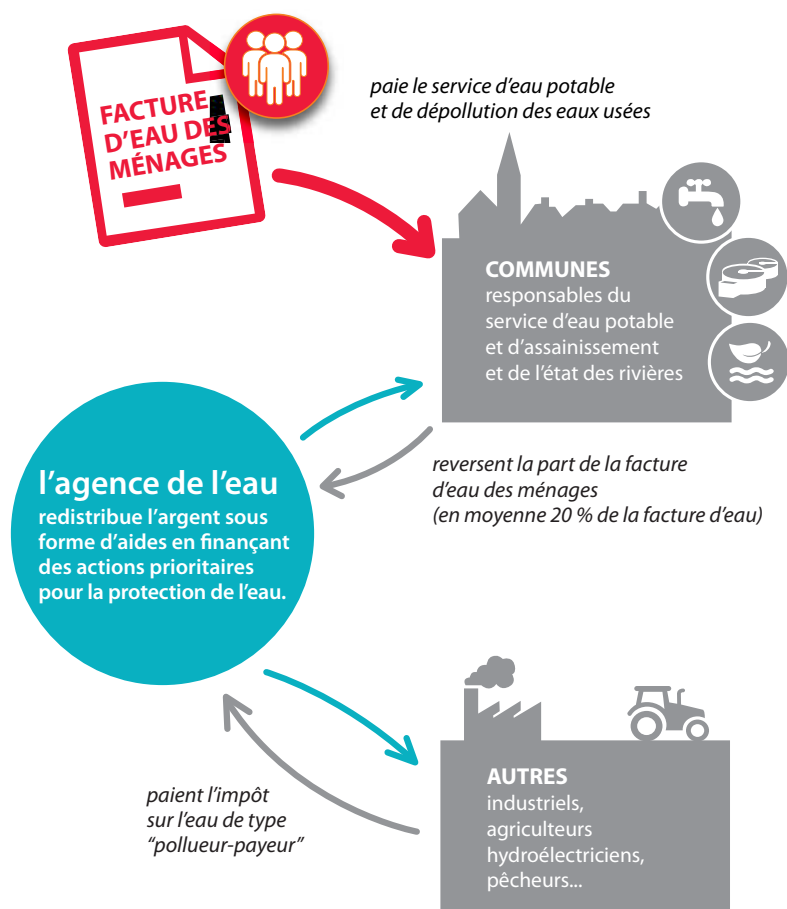 FACTURE
D'EAU DES
MÉNAGES
paie le service d'eau potable
et de dépollution des eaux usées
COMMUNES
responsables du
service d'eau potable
et d'assainissement
et de l'état des rivières
l'agence de l'eau
redistribue l'argent sous
forme d'aides en finançant
des actions prioritaires
pour la protection de l'eau.
reversent la part de la facture
d'eau des ménages
(en moyenne 20 % de la facture d'eau)
paient l'impôt
sur l'eau de type
“pollueur-payeur”
AUTRES
industriels,
agriculteurs
hydroélectriciens,
pêcheurs...